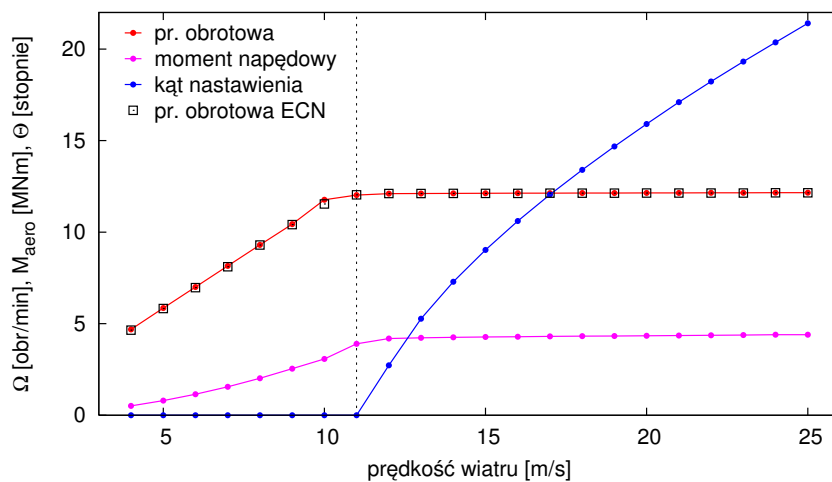 pr. obrotowa
moment napędowy
kąt nastawienia
pr. obrotowa ECN
Ω [obr/min], M_aero [MNm], Θ [stopnie]
20
15
10
5
0
5
10
15
20
25
prędkość wiatru [m/s]